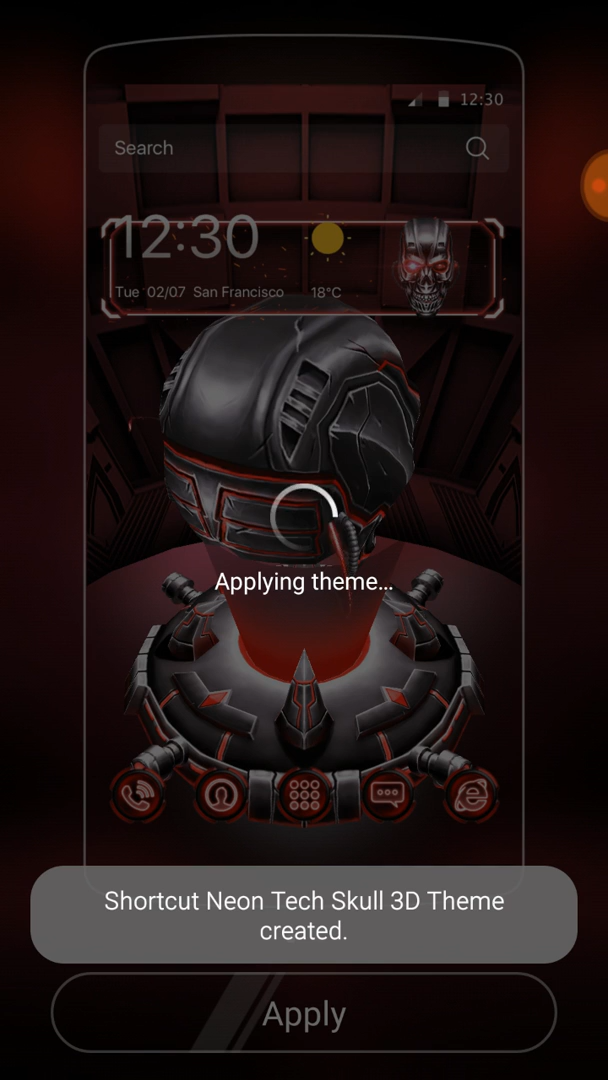 12:30
Search
12:30
Tue 02/07 San Francisco 18°C
Applying theme...
Shortcut Neon Tech Skull 3D Theme
created.
Apply